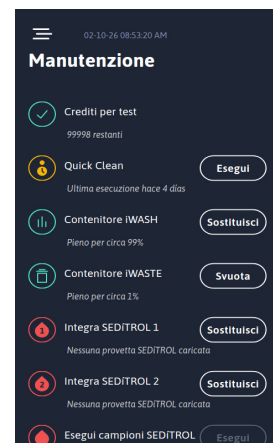 02-10-26 08:53:20 AM
Manutenzione
Crediti per test
99998 restanti
Quick Clean
Esegui
Ultima esecuzione hace 4 días
Contenitore iWASH
Sostituisci
Pieno per circa 99%
Contenitore iWASTE
Svuota
Pieno per circa 1%
1
Integra SEDiTROL 1
Sostituisci
Nessuna provetta SEDiTROL caricata
2
Integra SEDiTROL 2
Sostituisci
Nessuna provetta SEDiTROL caricata
Esegui campioni SEDiTROL
Esegui